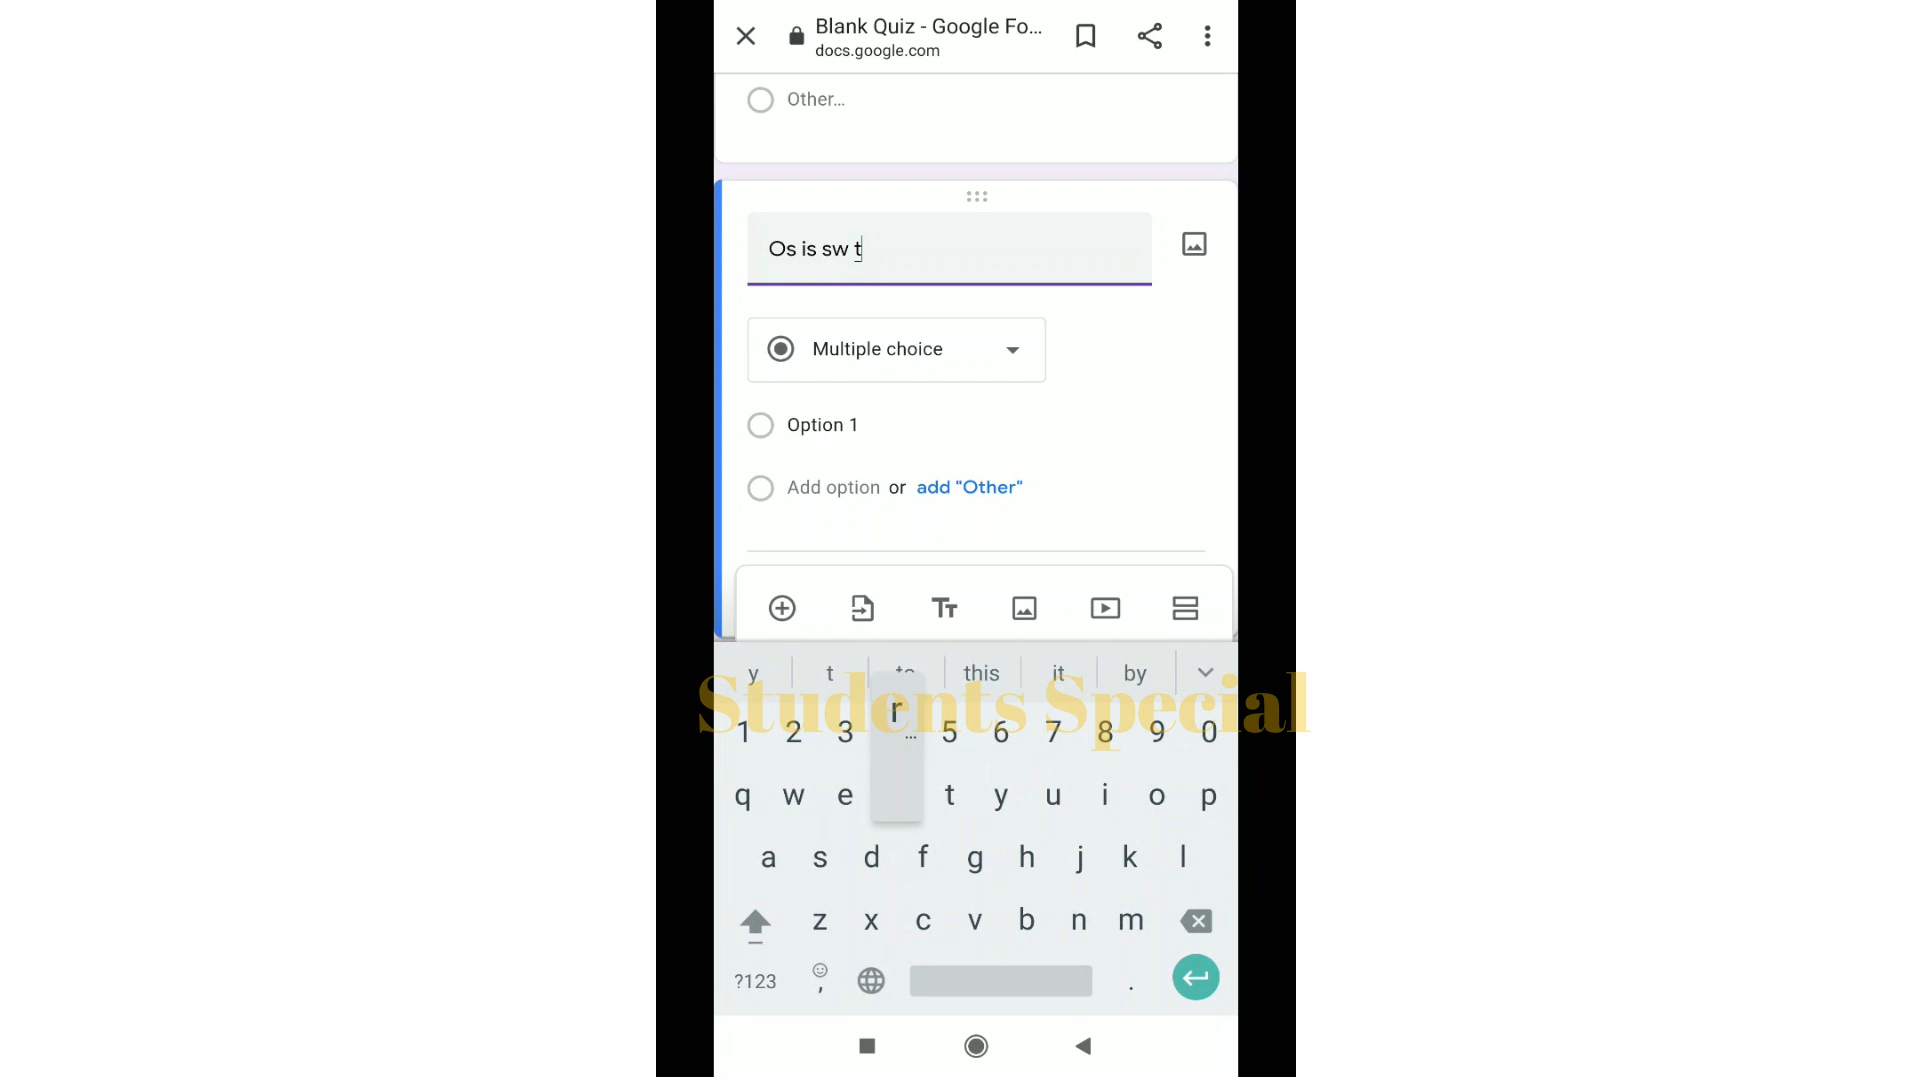 Blank Quiz - Google Fo...
docs.google.com
Other...
Os is sw t
Multiple choice
Option 1
Add option or add "Other"
y t to this it by
Students Special
r
...
1 2 3 5 6 7 8 9 0
q w e t y u i o p
a s d f g h j k l
z x c v b n m
?123 , .